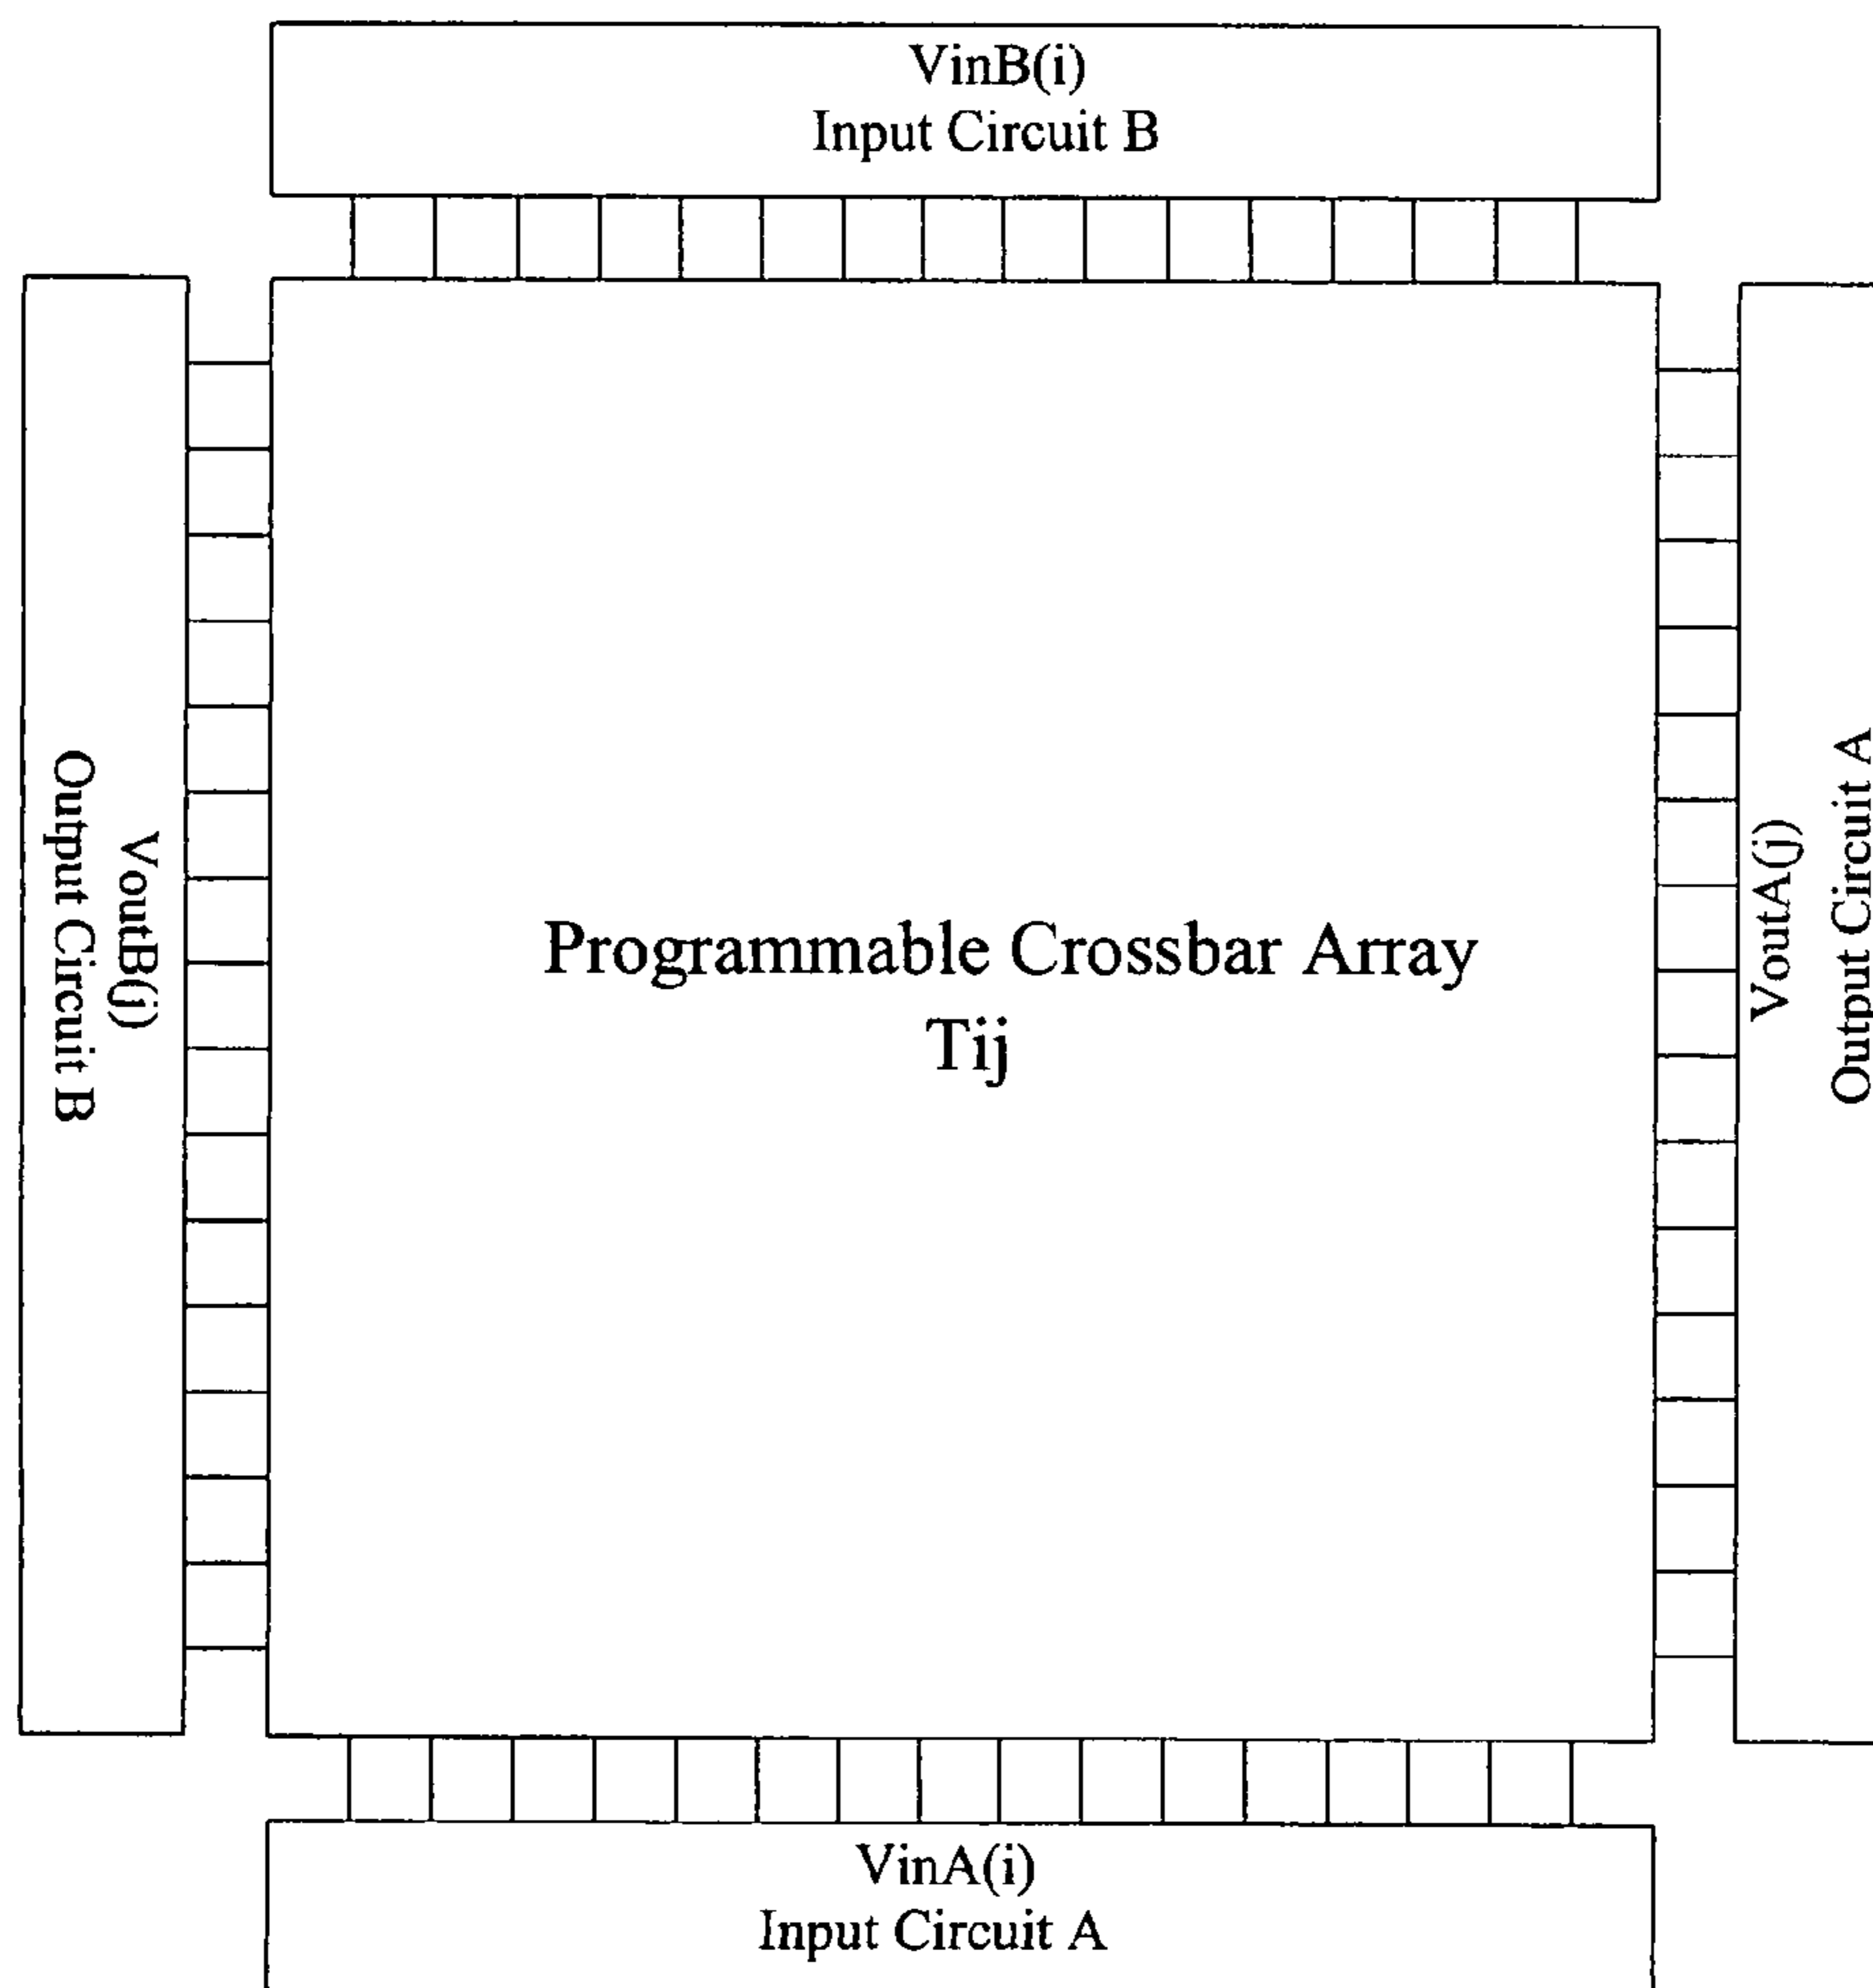 VinB(i)
Input Circuit B
Output Circuit B
VoutB(j)
Programmable Crossbar Array
Tij
VoutA(j)
Output Circuit A
VinA(i)
Input Circuit A